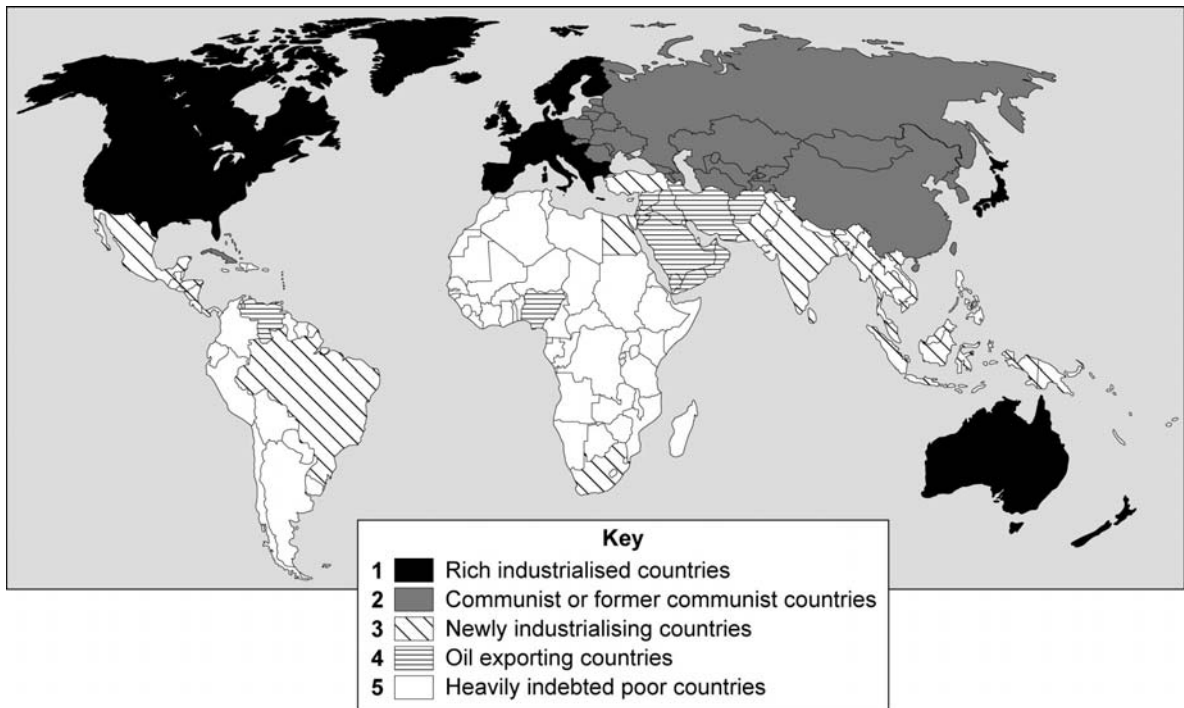 Key
1 Rich industrialised countries
2 Communist or former communist countries
3 Newly industrialising countries
4 Oil exporting countries
5 Heavily indebted poor countries